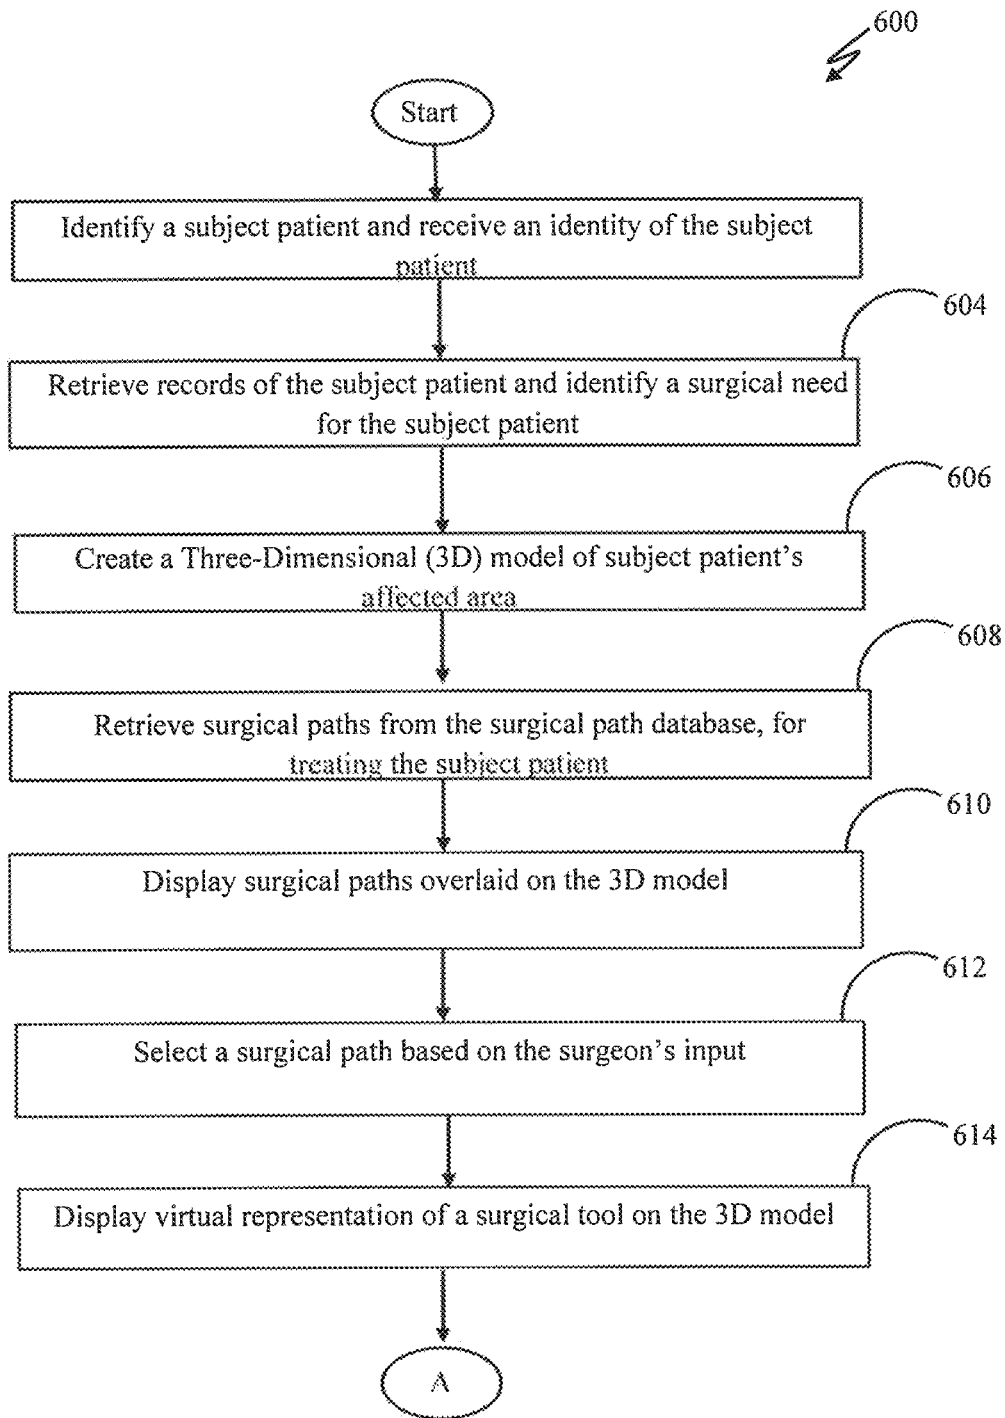 600
Start
Identify a subject patient and receive an identity of the subject
patient
604
Retrieve records of the subject patient and identify a surgical need
for the subject patient
606
Create a Three-Dimensional (3D) model of subject patient's
affected area
608
Retrieve surgical paths from the surgical path database, for
treating the subject patient
610
Display surgical paths overlaid on the 3D model
612
Select a surgical path based on the surgeon's input
614
Display virtual representation of a surgical tool on the 3D model
A